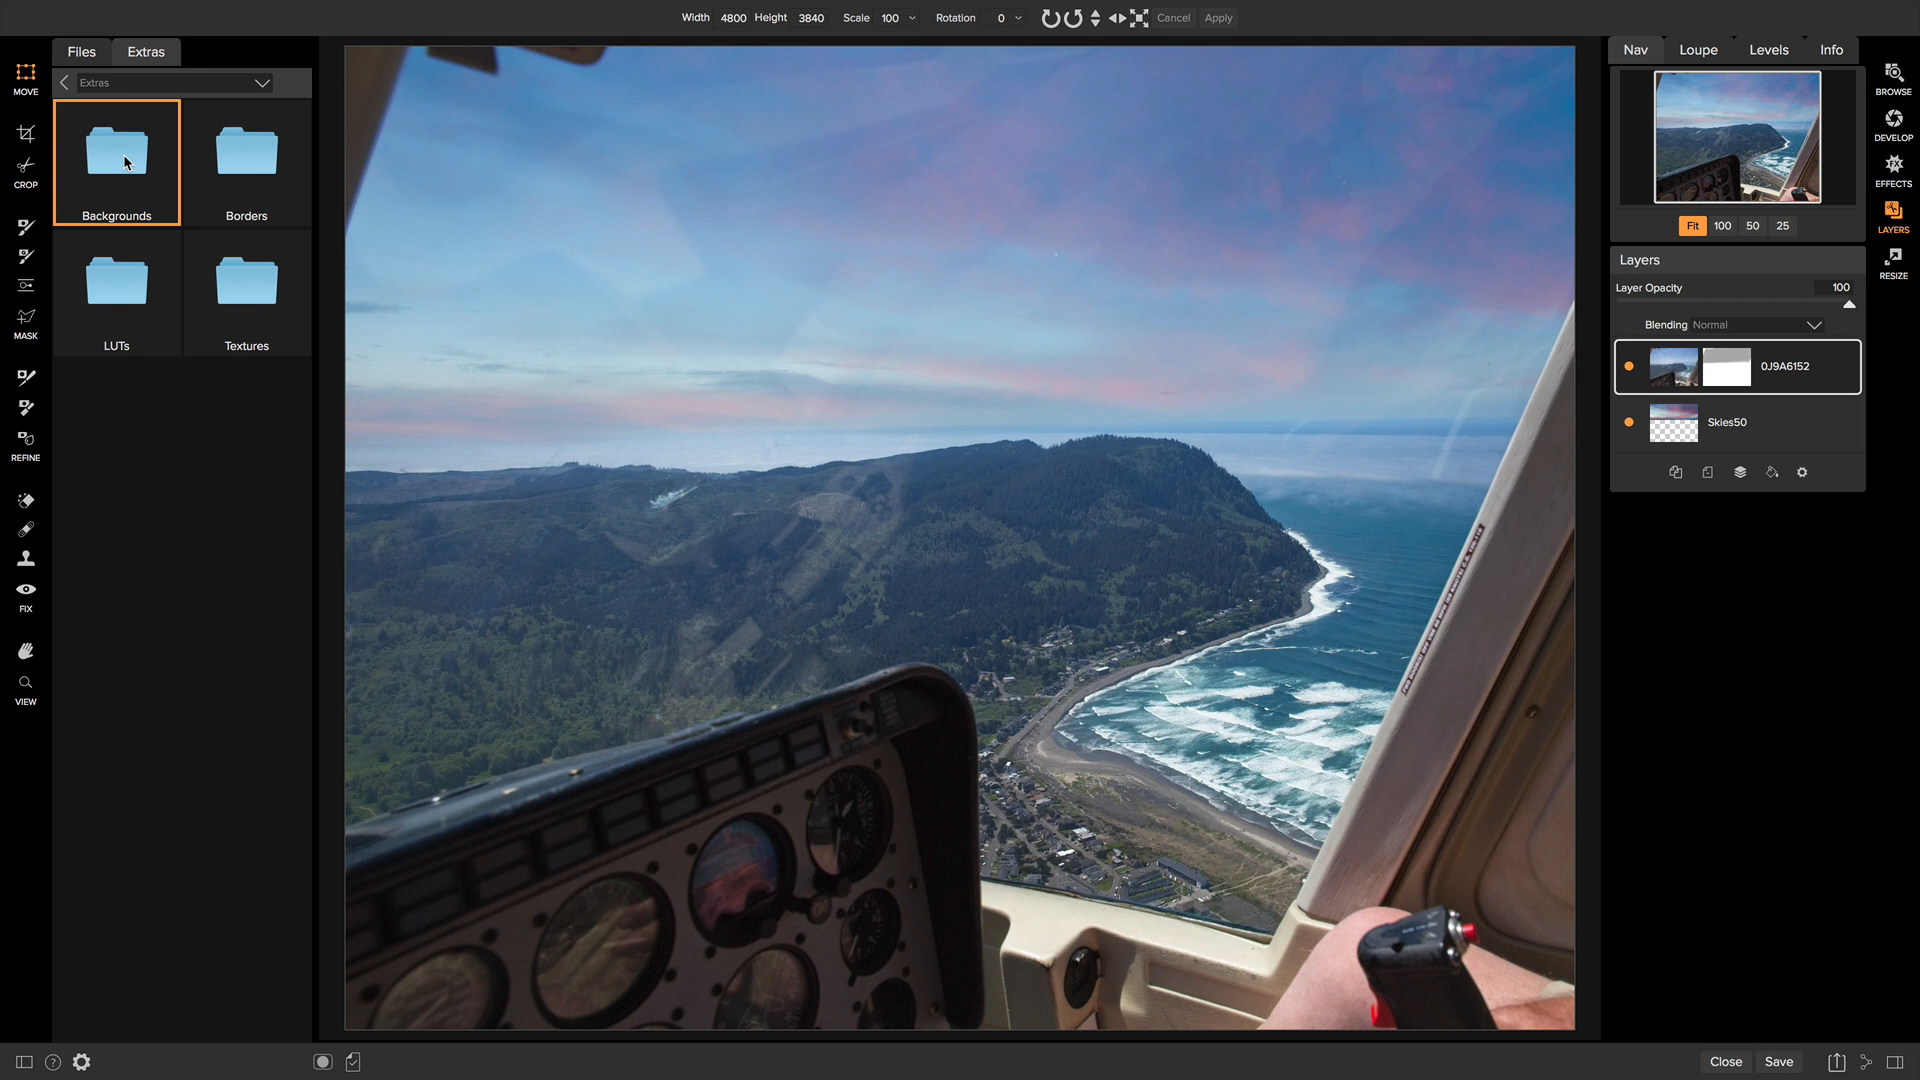 Width 4800 Height 3840 Scale 100 Rotation 0 Cancel Apply
Files Extras
Extras
Backgrounds Borders
LUTs Textures
MOVE
CROP
MASK
REFINE
FIX
VIEW
Nav Loupe Levels Info
Fit 100 50 25
Layers
Layer Opacity 100
Blending Normal
0J9A6152
Skies50
BROWSE
DEVELOP
EFFECTS
FX
LAYERS
RESIZE
?
Close Save